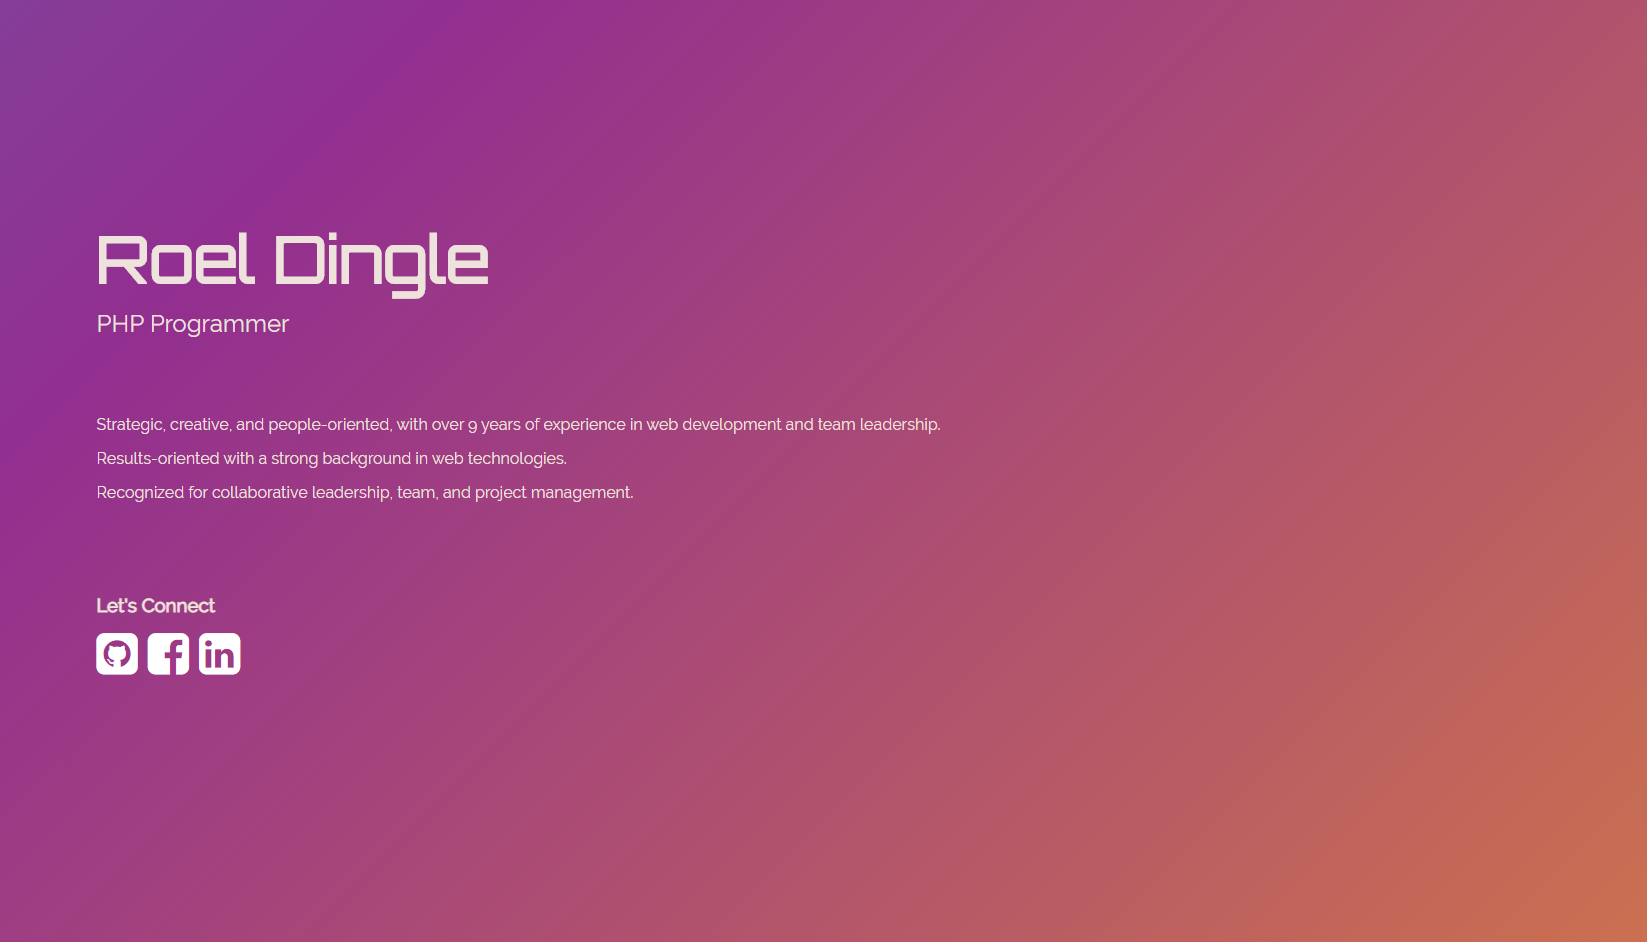 Roel Dingle
PHP Programmer
Strategic, creative, and people-oriented, with over 9 years of experience in web development and team leadership.
Results-oriented with a strong background in web technologies.
Recognized for collaborative leadership, team, and project management.
Let's Connect